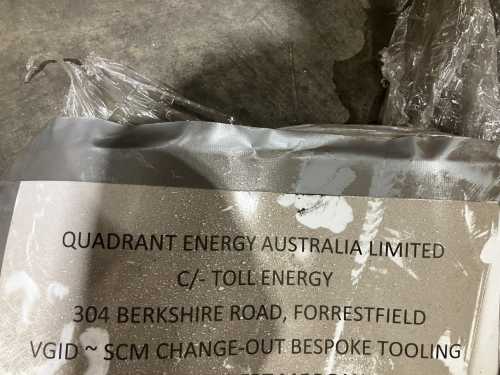 QUADRANT ENERGY AUSTRALIA LIMITED
C/- TOLL ENERGY
304 BERKSHIRE ROAD, FORRESTFIELD
VGID ~ SCM CHANGE-OUT BESPOKE TOOLING